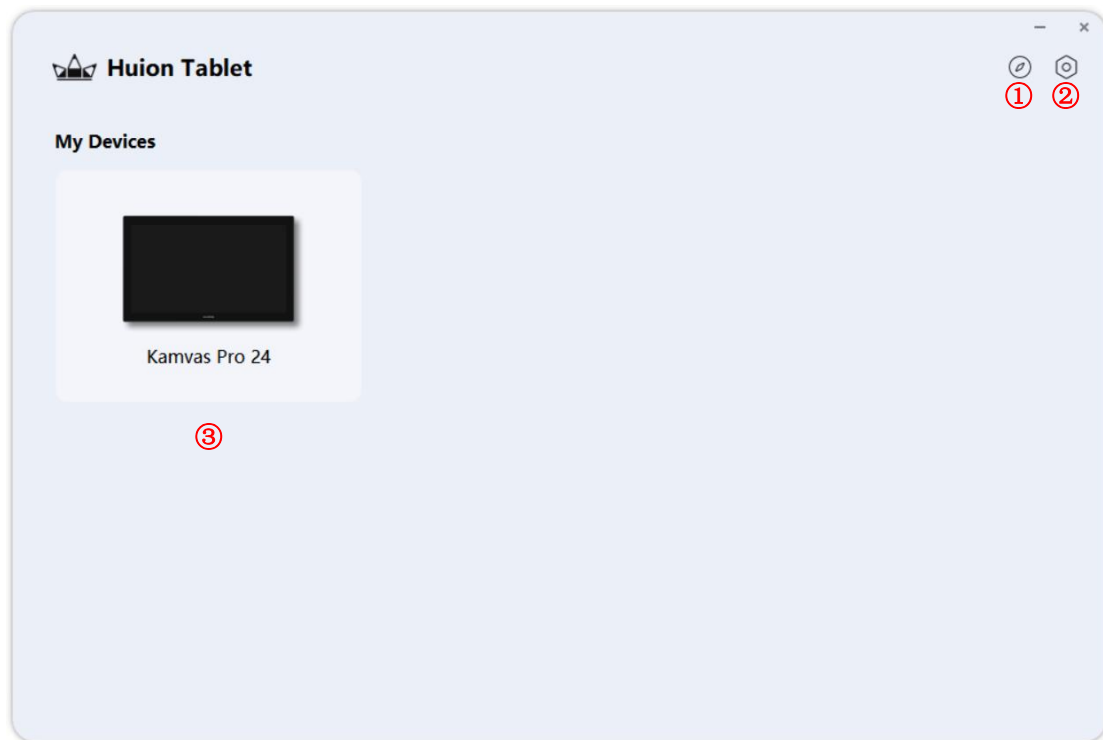 Huion Tablet
① ②
My Devices
Kamvas Pro 24
③